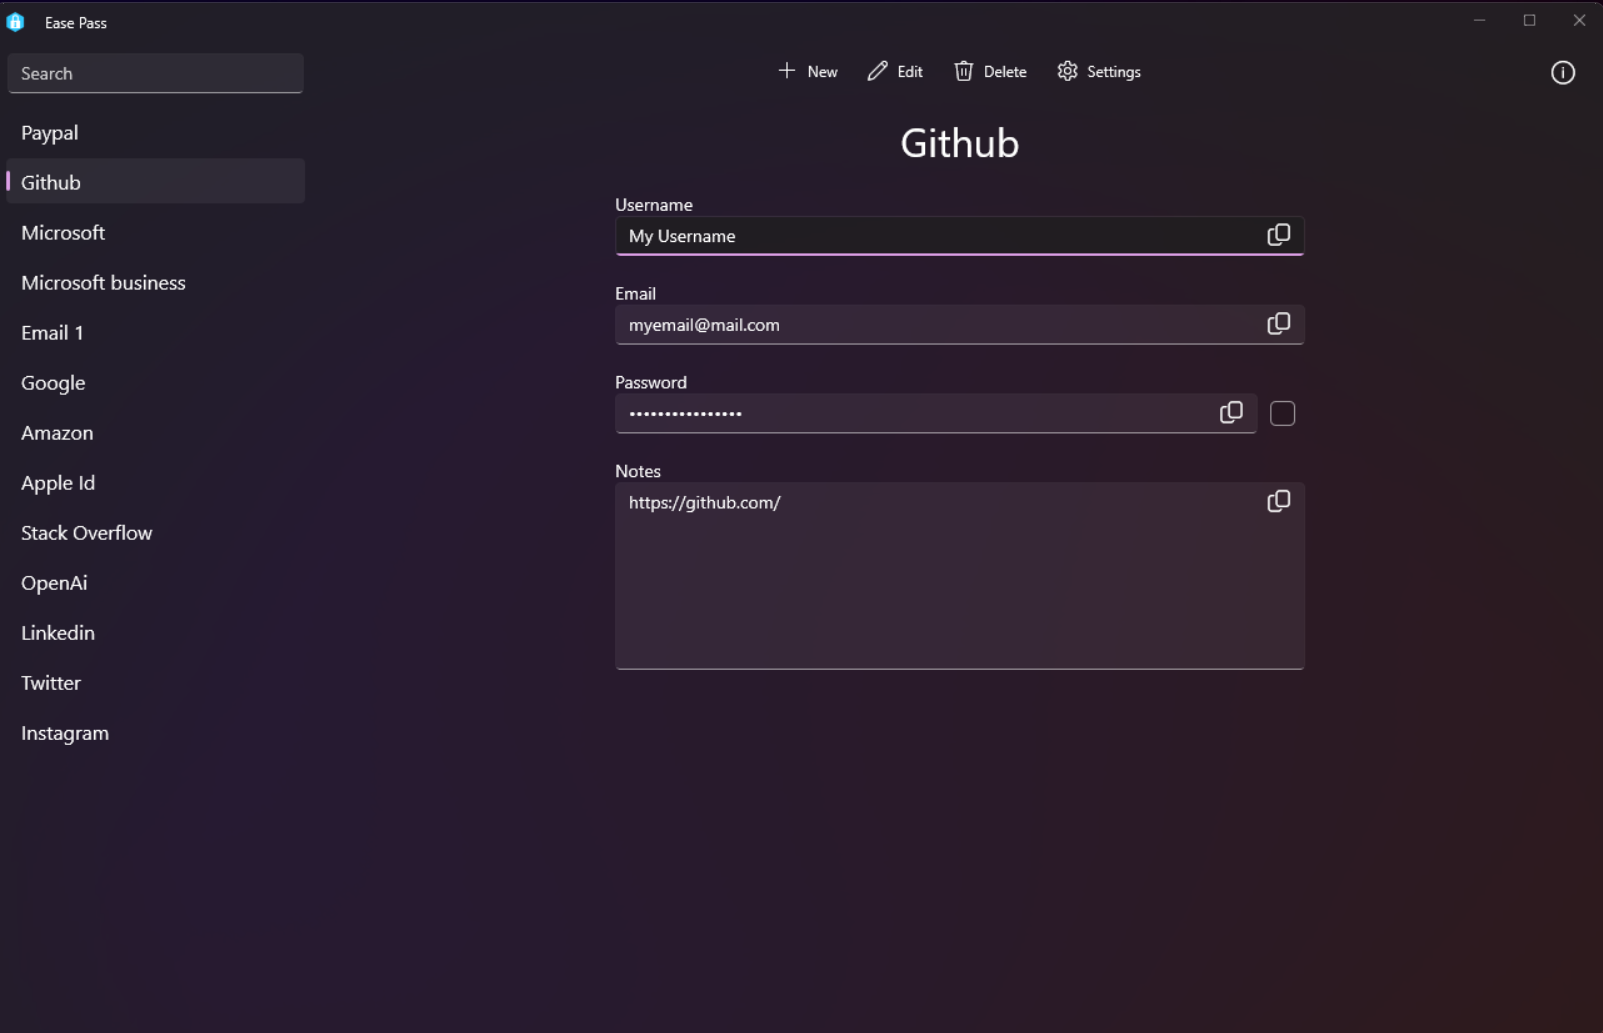 Ease Pass
Search
New
Edit
Delete
Settings
Paypal
Github
Microsoft
Microsoft business
Email 1
Google
Amazon
Apple Id
Stack Overflow
OpenAi
Linkedin
Twitter
Instagram
Github
Username
My Username
Email
myemail@mail.com
Password
••••••••••••••••
Notes
https://github.com/